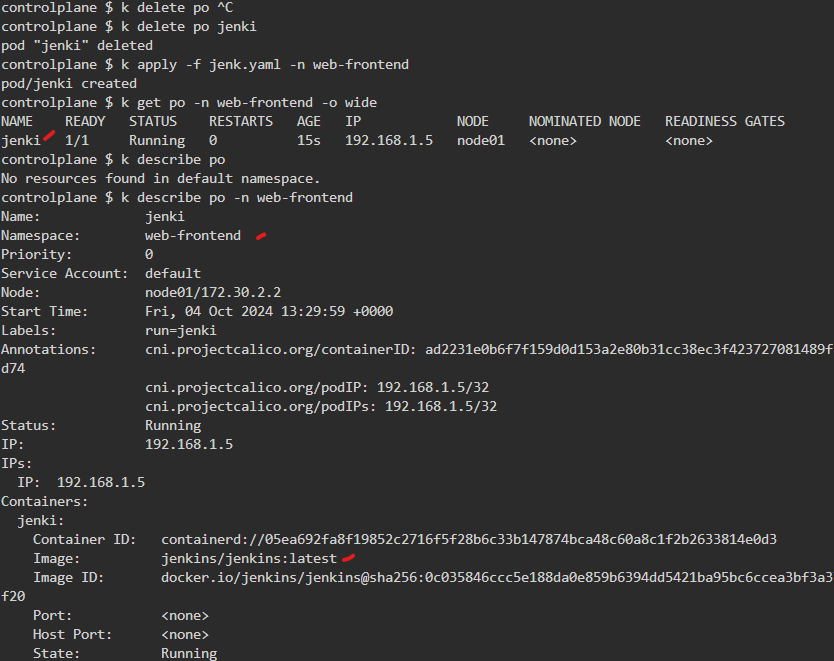 controlplane $ k delete po ^C
controlplane $ k delete po jenki
pod "jenki" deleted
controlplane $ k apply -f jenk.yaml -n web-frontend
pod/jenki created
controlplane $ k get po -n web-frontend -o wide
NAME    READY   STATUS    RESTARTS   AGE   IP            NODE     NOMINATED NODE   READINESS GATES
jenki   1/1     Running   0          15s   192.168.1.5   node01   <none>           <none>
controlplane $ k describe po
No resources found in default namespace.
controlplane $ k describe po -n web-frontend
Name:             jenki
Namespace:        web-frontend
Priority:         0
Service Account:  default
Node:             node01/172.30.2.2
Start Time:       Fri, 04 Oct 2024 13:29:59 +0000
Labels:           run=jenki
Annotations:      cni.projectcalico.org/containerID: ad2231e0b6f7f159d0d153a2e80b31cc38ec3f423727081489f
d74
                  cni.projectcalico.org/podIP: 192.168.1.5/32
                  cni.projectcalico.org/podIPs: 192.168.1.5/32
Status:           Running
IP:               192.168.1.5
IPs:
  IP:  192.168.1.5
Containers:
  jenki:
    Container ID:   containerd://05ea692fa8f19852c2716f5f28b6c33b147874bca48c60a8c1f2b2633814e0d3
    Image:          jenkins/jenkins:latest
    Image ID:       docker.io/jenkins/jenkins@sha256:0c035846ccc5e188da0e859b6394dd5421ba95bc6ccea3bf3a3
f20
    Port:           <none>
    Host Port:      <none>
    State:          Running